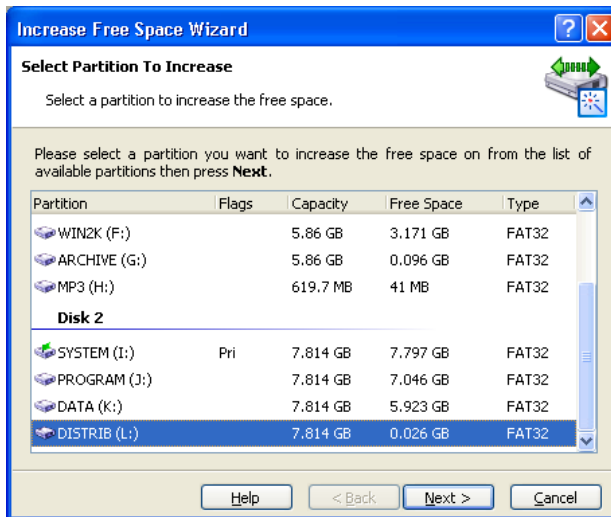 Increase Free Space Wizard
Select Partition To Increase
Select a partition to increase the free space.
Please select a partition you want to increase the free space on from the list of
available partitions then press Next.
Partition Flags Capacity Free Space Type
WIN2K (F:) 5.86 GB 3.171 GB FAT32
ARCHIVE (G:) 5.86 GB 0.096 GB FAT32
MP3 (H:) 619.7 MB 41 MB FAT32
Disk 2
SYSTEM (I:) Pri 7.814 GB 7.797 GB FAT32
PROGRAM (J:) 7.814 GB 7.046 GB FAT32
DATA (K:) 7.814 GB 5.923 GB FAT32
DISTRIB (L:) 7.814 GB 0.026 GB FAT32
Help < Back Next > Cancel